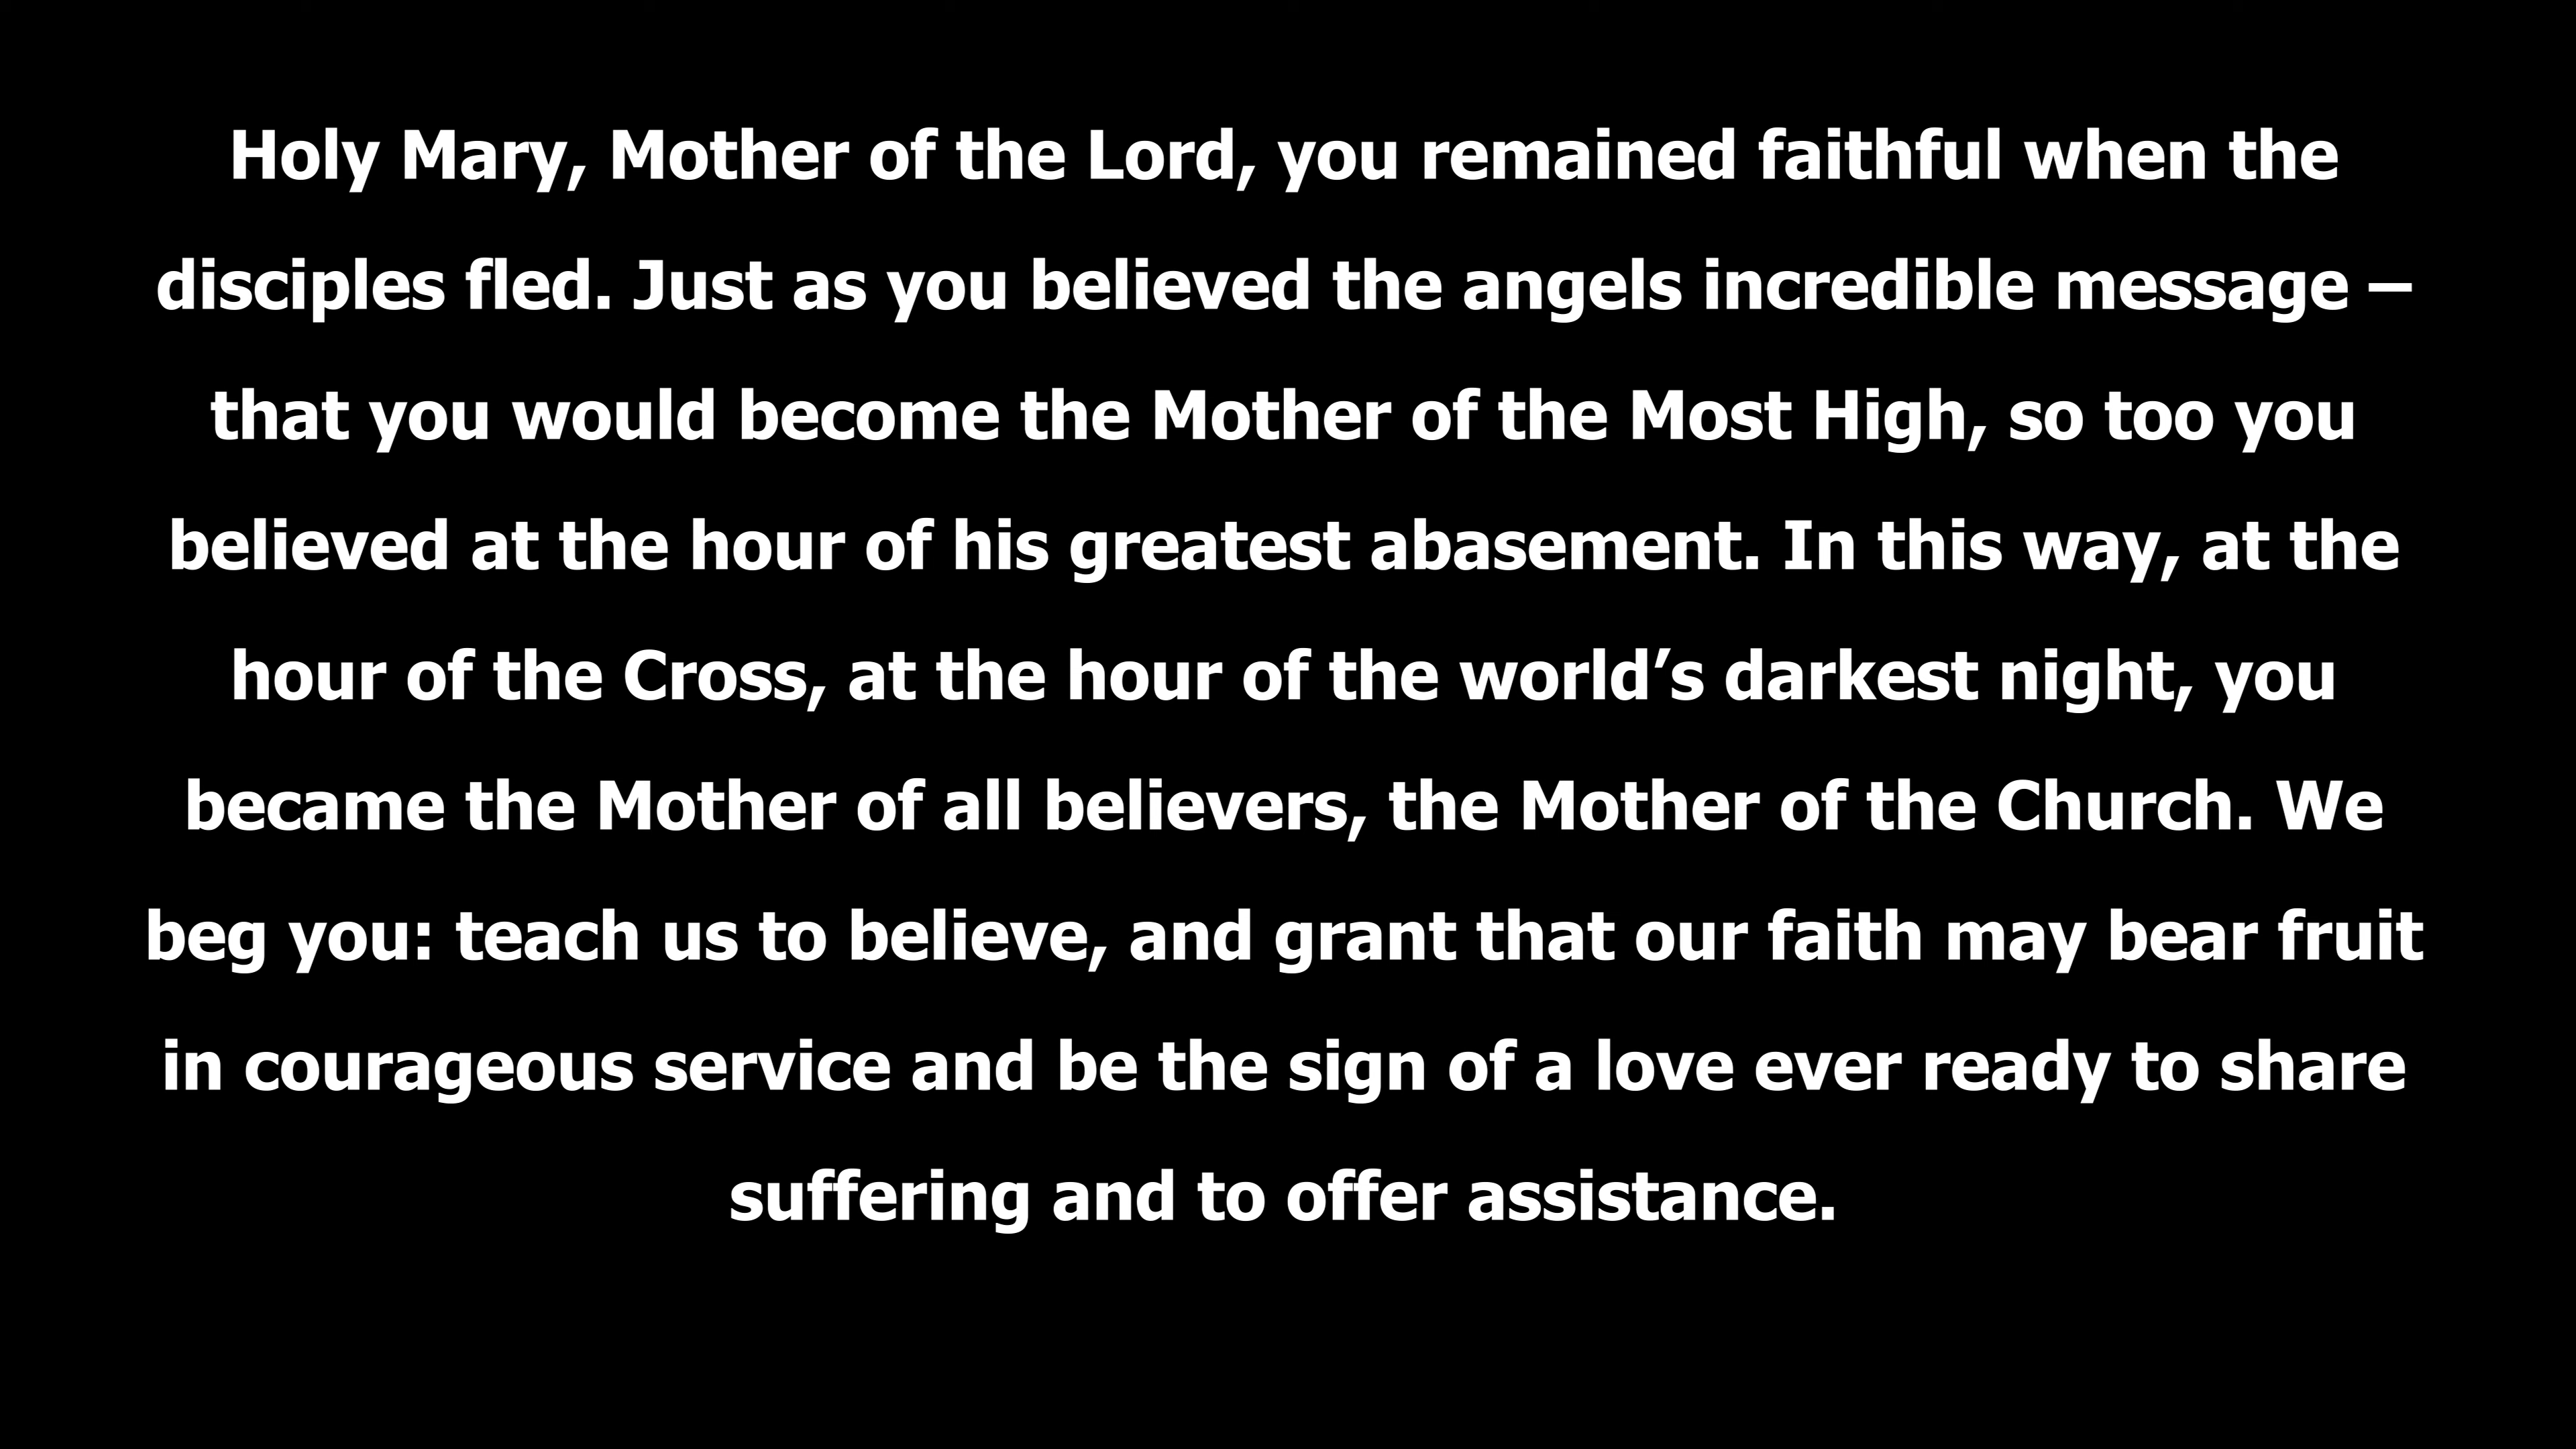 Holy Mary, Mother of the Lord, you remained faithful when the
disciples fled. Just as you believed the angels incredible message –
that you would become the Mother of the Most High, so too you
believed at the hour of his greatest abasement. In this way, at the
hour of the Cross, at the hour of the world’s darkest night, you
became the Mother of all believers, the Mother of the Church. We
beg you: teach us to believe, and grant that our faith may bear fruit
in courageous service and be the sign of a love ever ready to share
suffering and to offer assistance.